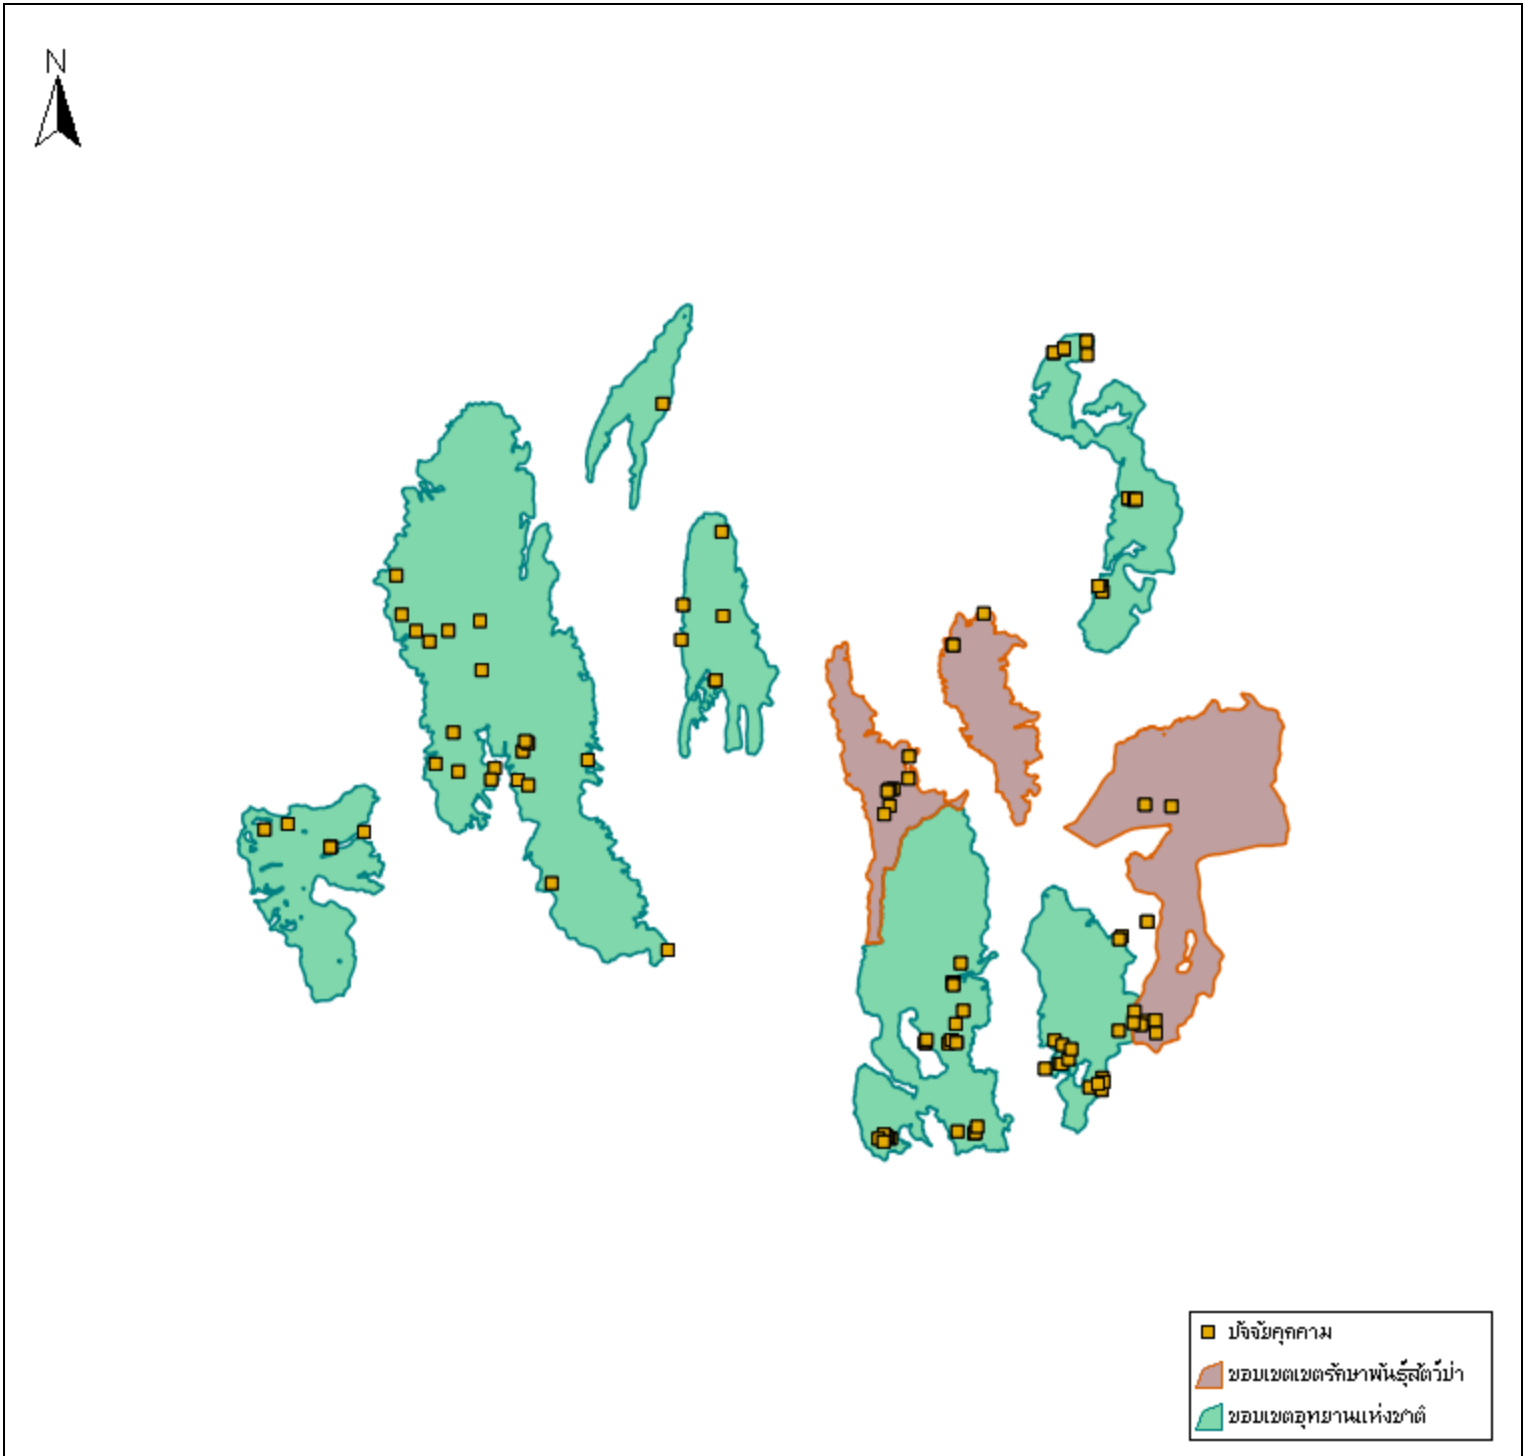 N
ปัจจัยคุกคาม
ขอบเขตเขตรักษาพันธุ์สัตว์ป่า
ขอบเขตอุทยานแห่งชาติ